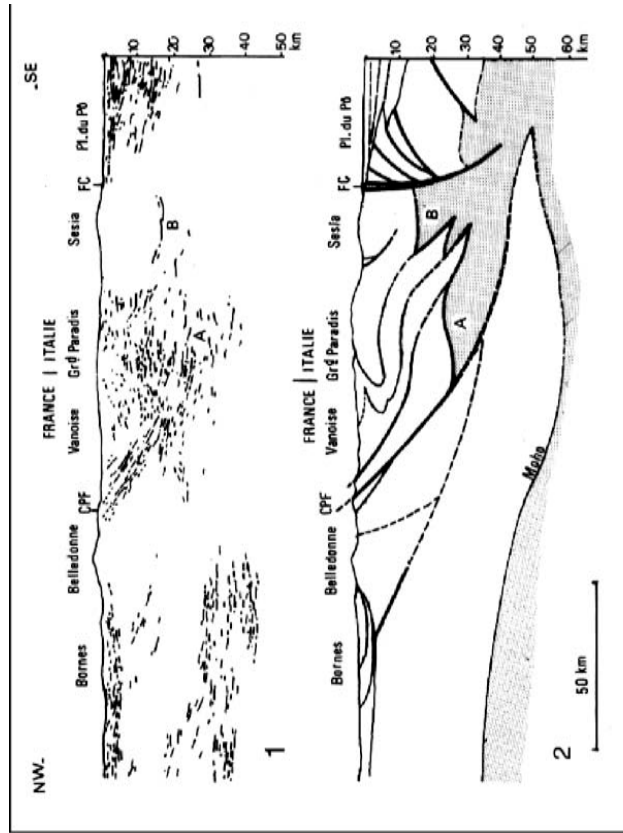 NW. .SE
FRANCE | ITALIE
Bornes Belledonne CPF Vanoise Grd Paradis Sesia FC Pl. du Pô
10
20
30
40
50
km
A
B
1
FRANCE | ITALIE
Bornes Belledonne CPF Vanoise Grd Paradis Sesia FC Pl. du Pô
0
10
20
30
40
50
60
km
A
B
Moho
50 km
2